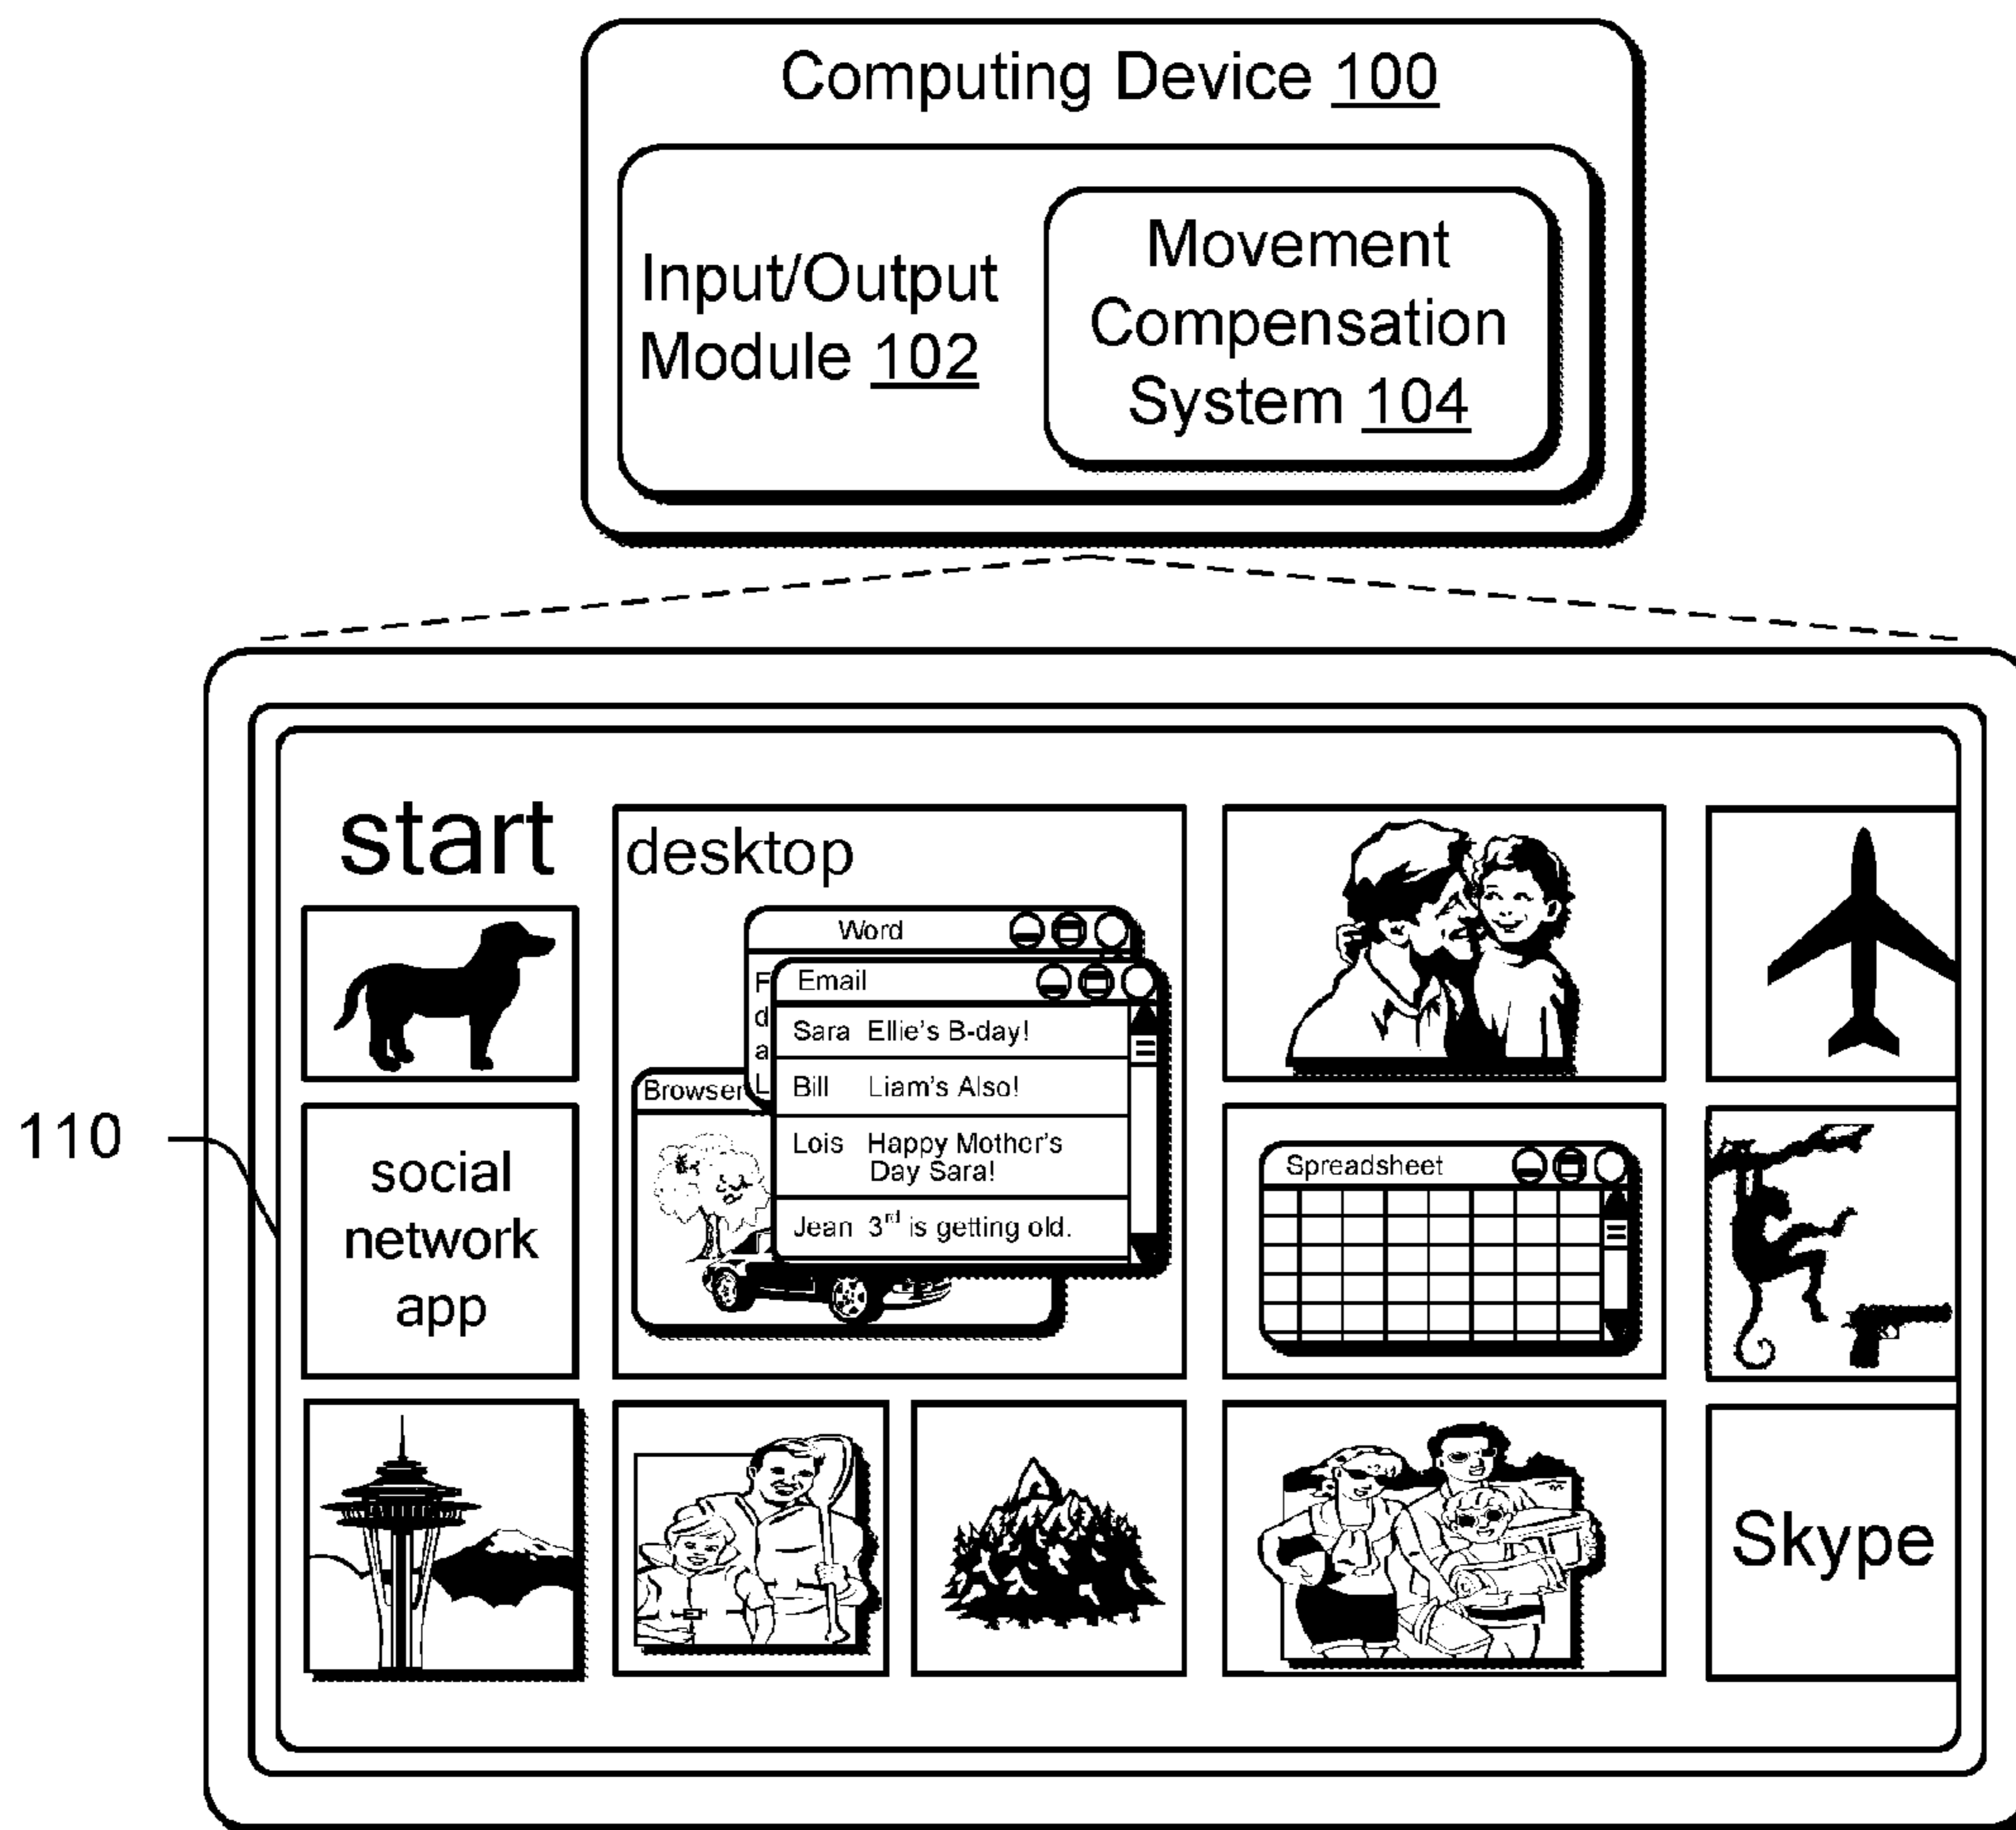 Computing Device 100
Input/Output
Module 102
Movement
Compensation
System 104
110
start
desktop
Word
F
d
a
L
Email
Sara Ellie's B-day!
Bill Liam's Also!
Lois Happy Mother's
Day Sara!
Jean 3rd is getting old.
Browser
social
network
app
Spreadsheet
Skype